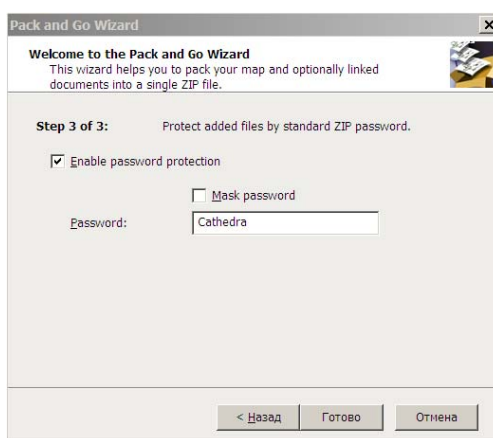 Pack and Go Wizard
Welcome to the Pack and Go Wizard
This wizard helps you to pack your map and optionally linked
documents into a single ZIP file.
Step 3 of 3: Protect added files by standard ZIP password.
Enable password protection
Mask password
Password: Cathedra
< Назад Готово Отмена